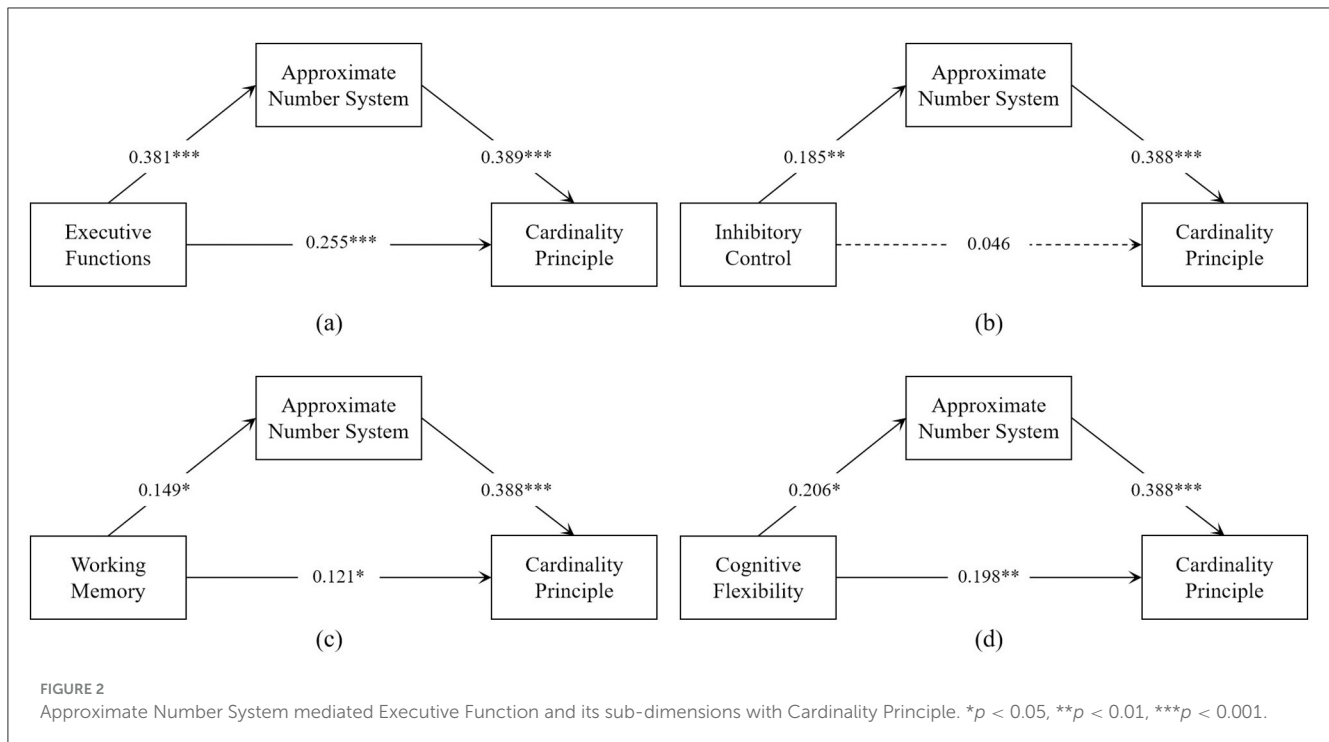 Approximate
Number System
0.381***
0.389***
Executive
Functions
0.255***
Cardinality
Principle
(a)
Approximate
Number System
0.185**
0.388***
Inhibitory
Control
0.046
Cardinality
Principle
(b)
Approximate
Number System
0.149*
0.388***
Working
Memory
0.121*
Cardinality
Principle
(c)
Approximate
Number System
0.206*
0.388***
Cognitive
Flexibility
0.198**
Cardinality
Principle
(d)
FIGURE 2
Approximate Number System mediated Executive Function and its sub-dimensions with Cardinality Principle. *p < 0.05, **p < 0.01, ***p < 0.001.